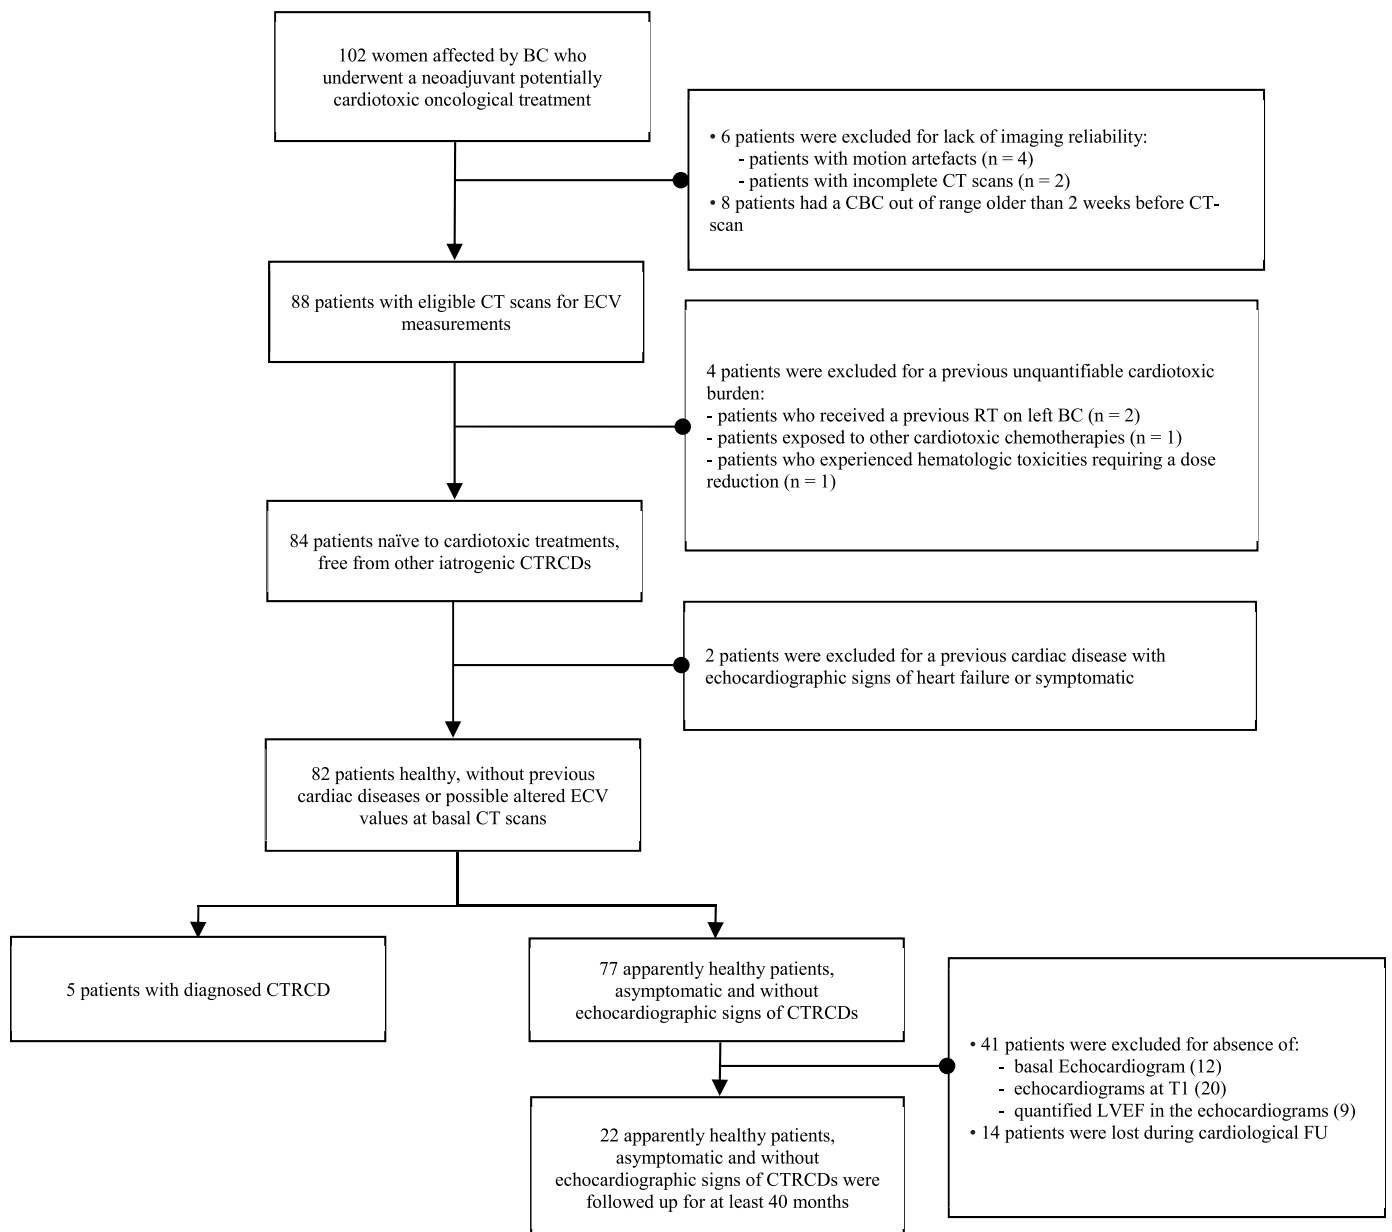 102 women affected by BC who
underwent a neoadjuvant potentially
cardiotoxic oncological treatment
• 6 patients were excluded for lack of imaging reliability:
- patients with motion artefacts (n = 4)
- patients with incomplete CT scans (n = 2)
• 8 patients had a CBC out of range older than 2 weeks before CT-
scan
88 patients with eligible CT scans for ECV
measurements
4 patients were excluded for a previous unquantifiable cardiotoxic
burden:
- patients who received a previous RT on left BC (n = 2)
- patients exposed to other cardiotoxic chemotherapies (n = 1)
- patients who experienced hematologic toxicities requiring a dose
reduction (n = 1)
84 patients naïve to cardiotoxic treatments,
free from other iatrogenic CTRCDs
2 patients were excluded for a previous cardiac disease with
echocardiographic signs of heart failure or symptomatic
82 patients healthy, without previous
cardiac diseases or possible altered ECV
values at basal CT scans
5 patients with diagnosed CTRCD
77 apparently healthy patients,
asymptomatic and without
echocardiographic signs of CTRCDs
• 41 patients were excluded for absence of:
- basal Echocardiogram (12)
- echocardiograms at T1 (20)
- quantified LVEF in the echocardiograms (9)
• 14 patients were lost during cardiological FU
22 apparently healthy patients,
asymptomatic and without
echocardiographic signs of CTRCDs were
followed up for at least 40 months